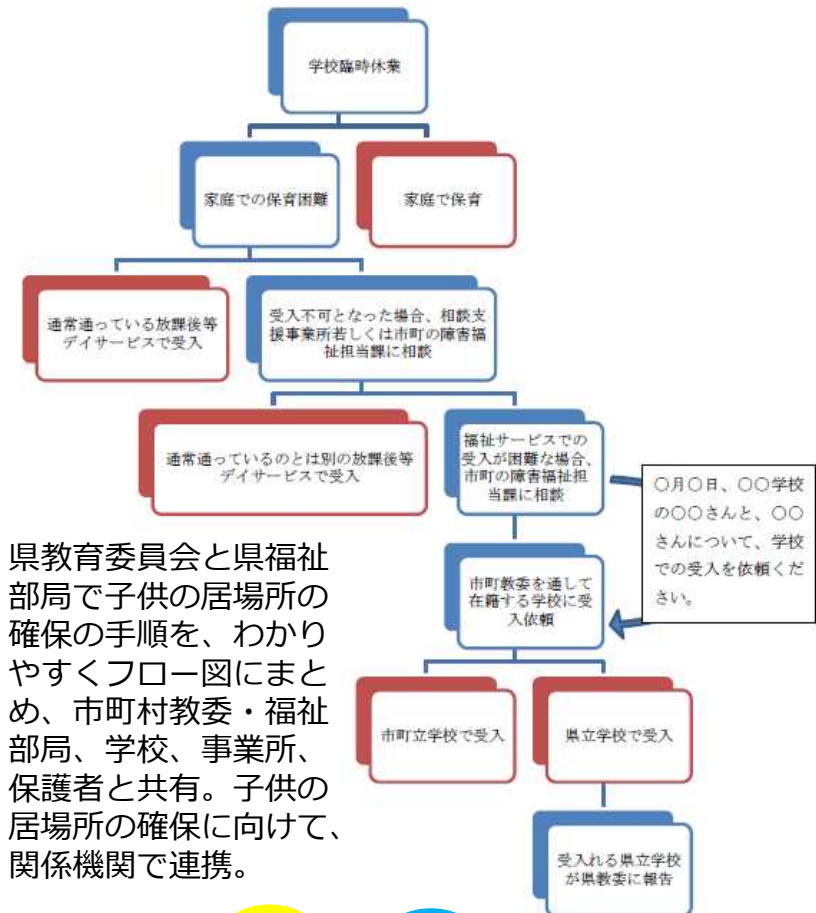 学校臨時休業
家庭での保育困難
家庭で保育
通常通っている放課後等
デイサービスで受入
受入不可となった場合、相談支
援事業所若しくは市町の障害福
祉担当課に相談
通常通っているのとは別の放課後等
デイサービスで受入
福祉サービスでの
受入が困難な場合、
市町の障害福祉担
当課に相談
〇月〇日、〇〇学校
の〇〇さんと、〇〇
さんについて、学校
での受入を依頼くだ
さい。
市町教委を通して
在籍する学校に受
入依頼
市町立学校で受入
県立学校で受入
受入れる県立学校
が県教委に報告
県教育委員会と県福祉
部局で子供の居場所の
確保の手順を、わかり
やすくフロー図にまと
め、市町村教委・福祉
部局、学校、事業所、
保護者と共有。子供の
居場所の確保に向けて、
関係機関で連携。